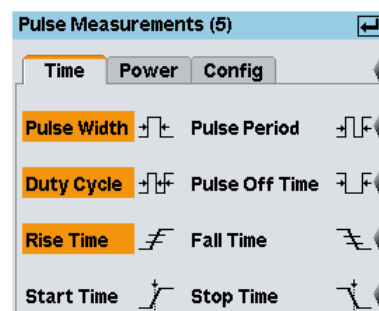 Pulse Measurements (5)
Time Power Config
Pulse Width Pulse Period
Duty Cycle Pulse Off Time
Rise Time Fall Time
Start Time Stop Time